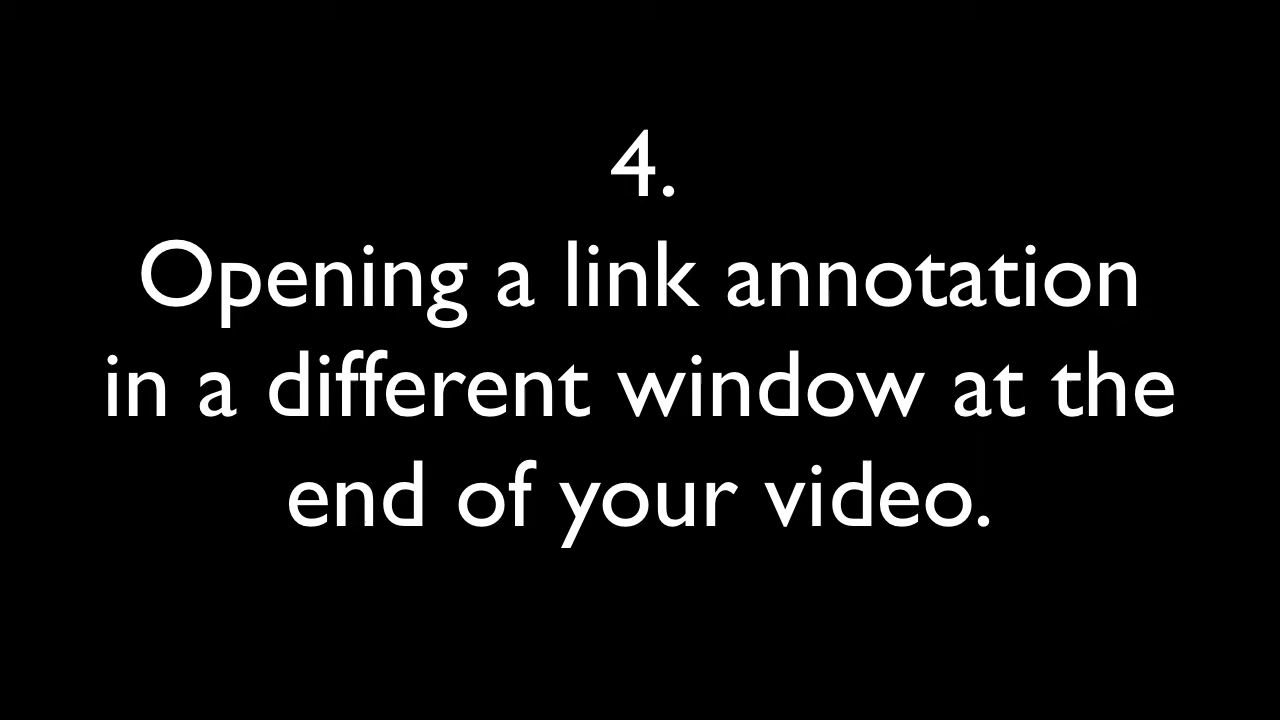 4.
Opening a link annotation
in a different window at the
end of your video.